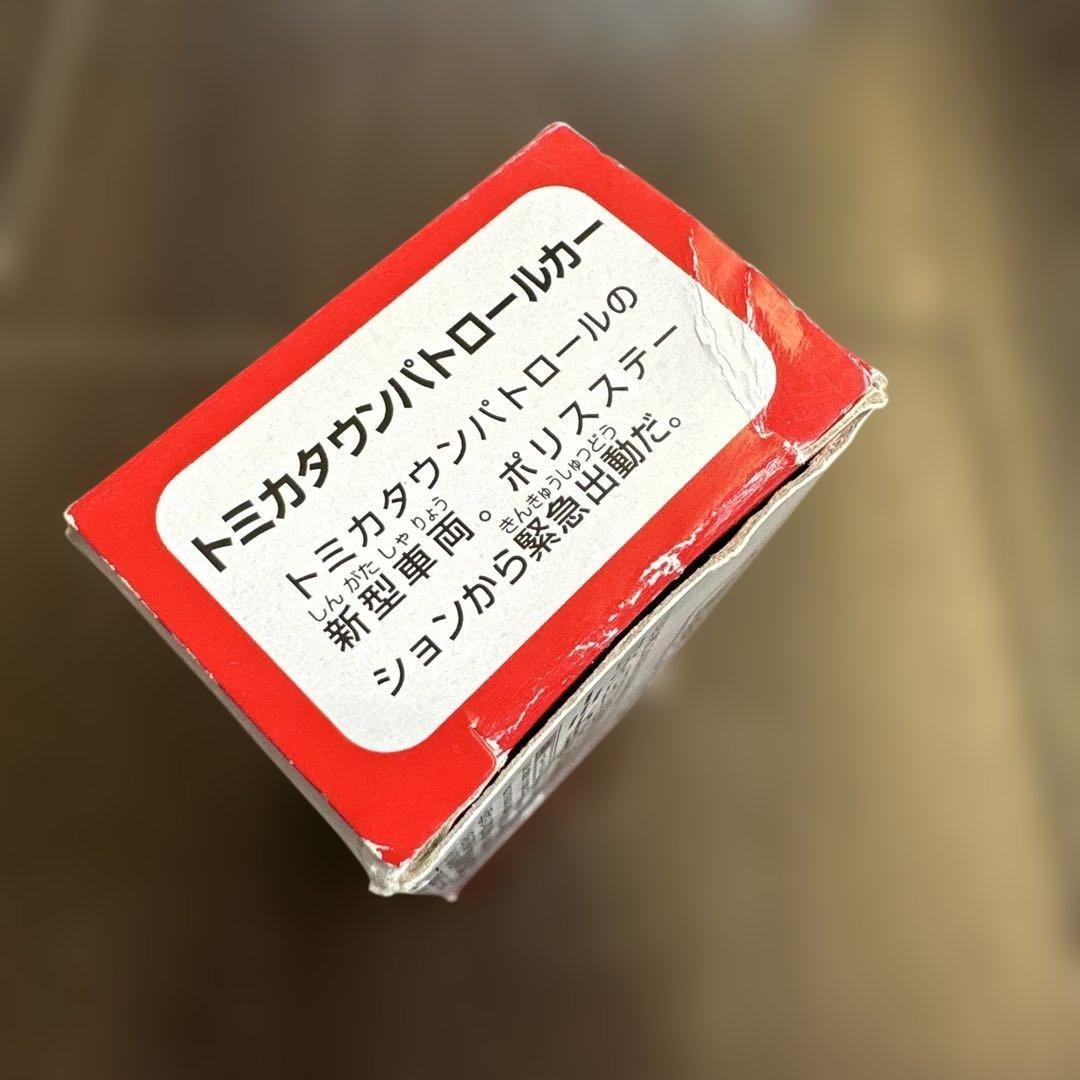 トミカタウンパトロールカー
トミカタウンパトロールの
しん がた しゃ りょう
新型車両。ポリスステー
きんきゅうしゅつどう
ションから緊急出動だ。